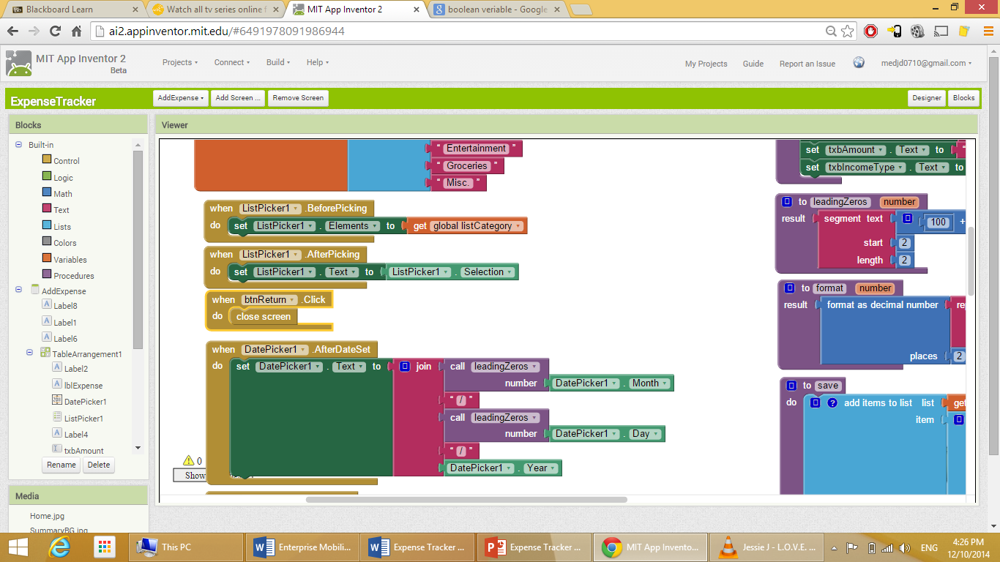 Blackboard Learn
Watch all tv series online f
MIT App Inventor 2
boolean veriable - Google
ai2.appinventor.mit.edu/#6491978091986944
MIT App Inventor 2
Beta
Projects
Connect
Build
Help
My Projects
Guide
Report an Issue
medjd0710@gmail.com
ExpenseTracker
AddExpense
Add Screen ...
Remove Screen
Designer
Blocks
Blocks
Viewer
Built-in
Control
Logic
Math
Text
Lists
Colors
Variables
Procedures
AddExpense
Label8
Label1
Label6
TableArrangement1
Label2
lblExpense
DatePicker1
ListPicker1
Label4
txbAmount
Rename
Delete
Media
Home.jpg
SummaryBG.jpg
" Entertainment "
" Groceries "
" Misc. "
when ListPicker1 .BeforePicking
do set ListPicker1 . Elements to get global listCategory
when ListPicker1 .AfterPicking
do set ListPicker1 . Text to ListPicker1 . Selection
when btnReturn .Click
do close screen
when DatePicker1 .AfterDateSet
do set DatePicker1 . Text to join call leadingZeros
number DatePicker1 . Month
" / "
call leadingZeros
number DatePicker1 . Day
" / "
DatePicker1 . Year
0
Show
set txbAmount . Text to "
set txbIncomeType . Text to
to leadingZeros number
result segment text 100 +
start 2
length 2
to format number
result format as decimal number
places 2
to save
do ? add items to list list get
item
This PC
Enterprise Mobili...
Expense Tracker ...
Expense Tracker ...
MIT App Invento...
Jessie J - L.O.V.E. ...
ENG
4:26 PM
12/10/2014